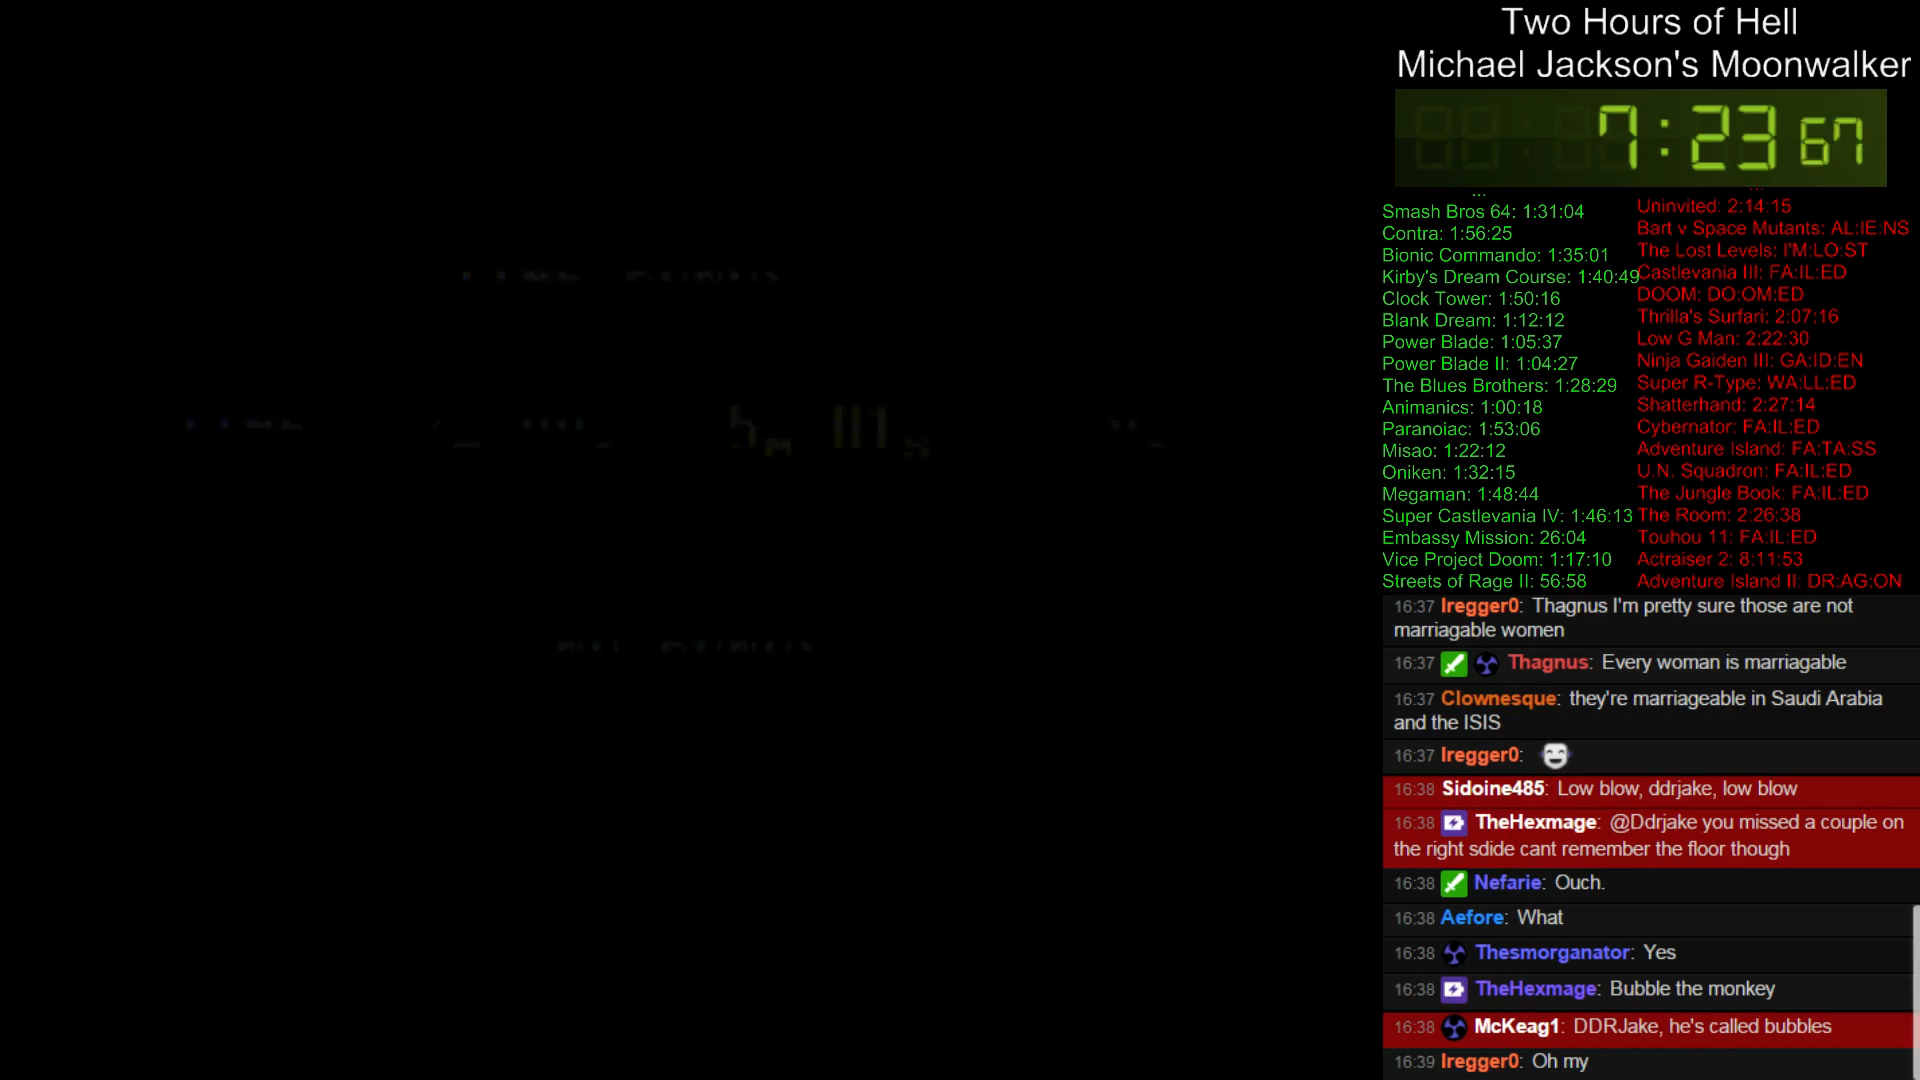 Two Hours of Hell
Michael Jackson's Moonwalker
7:23 67
...
Smash Bros 64: 1:31:04
Contra: 1:56:25
Bionic Commando: 1:35:01
Kirby's Dream Course: 1:40:49
Clock Tower: 1:50:16
Blank Dream: 1:12:12
Power Blade: 1:05:37
Power Blade II: 1:04:27
The Blues Brothers: 1:28:29
Animanics: 1:00:18
Paranoiac: 1:53:06
Misao: 1:22:12
Oniken: 1:32:15
Megaman: 1:48:44
Super Castlevania IV: 1:46:13
Embassy Mission: 26:04
Vice Project Doom: 1:17:10
Streets of Rage II: 56:58
...
Uninvited: 2:14:15
Bart v Space Mutants: AL:IE:NS
The Lost Levels: I'M:LO:ST
Castlevania III: FA:IL:ED
DOOM: DO:OM:ED
Thrilla's Surfari: 2:07:16
Low G Man: 2:22:30
Ninja Gaiden III: GA:ID:EN
Super R-Type: WA:LL:ED
Shatterhand: 2:27:14
Cybernator: FA:IL:ED
Adventure Island: FA:TA:SS
U.N. Squadron: FA:IL:ED
The Jungle Book: FA:IL:ED
The Room: 2:26:38
Touhou 11: FA:IL:ED
Actraiser 2: 8:11:53
Adventure Island II: DR:AG:ON
16:37 Iregger0: Thagnus I'm pretty sure those are not
marriagable women
16:37 Thagnus: Every woman is marriagable
16:37 Clownesque: they're marriageable in Saudi Arabia
and the ISIS
16:37 Iregger0:
16:38 Sidoine485: Low blow, ddrjake, low blow
16:38 TheHexmage: @Ddrjake you missed a couple on
the right sdide cant remember the floor though
16:38 Nefarie: Ouch.
16:38 Aefore: What
16:38 Thesmorganator: Yes
16:38 TheHexmage: Bubble the monkey
16:38 McKeag1: DDRJake, he's called bubbles
16:39 Iregger0: Oh my